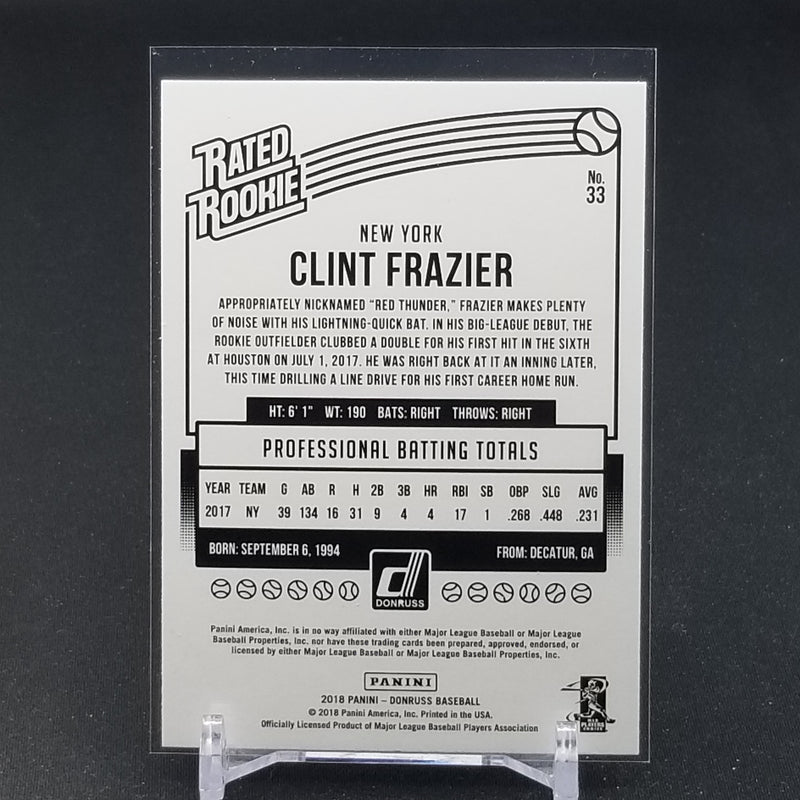 RATED
ROOKIE
No.
33
NEW YORK
CLINT FRAZIER
APPROPRIATELY NICKNAMED "RED THUNDER," FRAZIER MAKES PLENTY
OF NOISE WITH HIS LIGHTNING-QUICK BAT. IN HIS BIG-LEAGUE DEBUT, THE
ROOKIE OUTFIELDER CLUBBED A DOUBLE FOR HIS FIRST HIT IN THE SIXTH
AT HOUSTON ON JULY 1, 2017. HE WAS RIGHT BACK AT IT AN INNING LATER,
THIS TIME DRILLING A LINE DRIVE FOR HIS FIRST CAREER HOME RUN.
HT: 6' 1" WT: 190 BATS: RIGHT THROWS: RIGHT
PROFESSIONAL BATTING TOTALS
YEAR TEAM G AB R H 2B 3B HR RBI SB OBP SLG AVG
2017 NY 39 134 16 31 9 4 4 17 1 .268 .448 .231
BORN: SEPTEMBER 6, 1994 FROM: DECATUR, GA
d
DONRUSS
Panini America, Inc. is in no way affiliated with either Major League Baseball or Major League
Baseball Properties, Inc. nor have these trading cards been prepared, approved, endorsed, or
licensed by either Major League Baseball or Major League Baseball Properties, Inc.
PANINI
2018 PANINI – DONRUSS BASEBALL
© 2018 Panini America, Inc. Printed in the USA.
Officially Licensed Product of Major League Baseball Players Association
MLB
PLAYERS
CHOICE